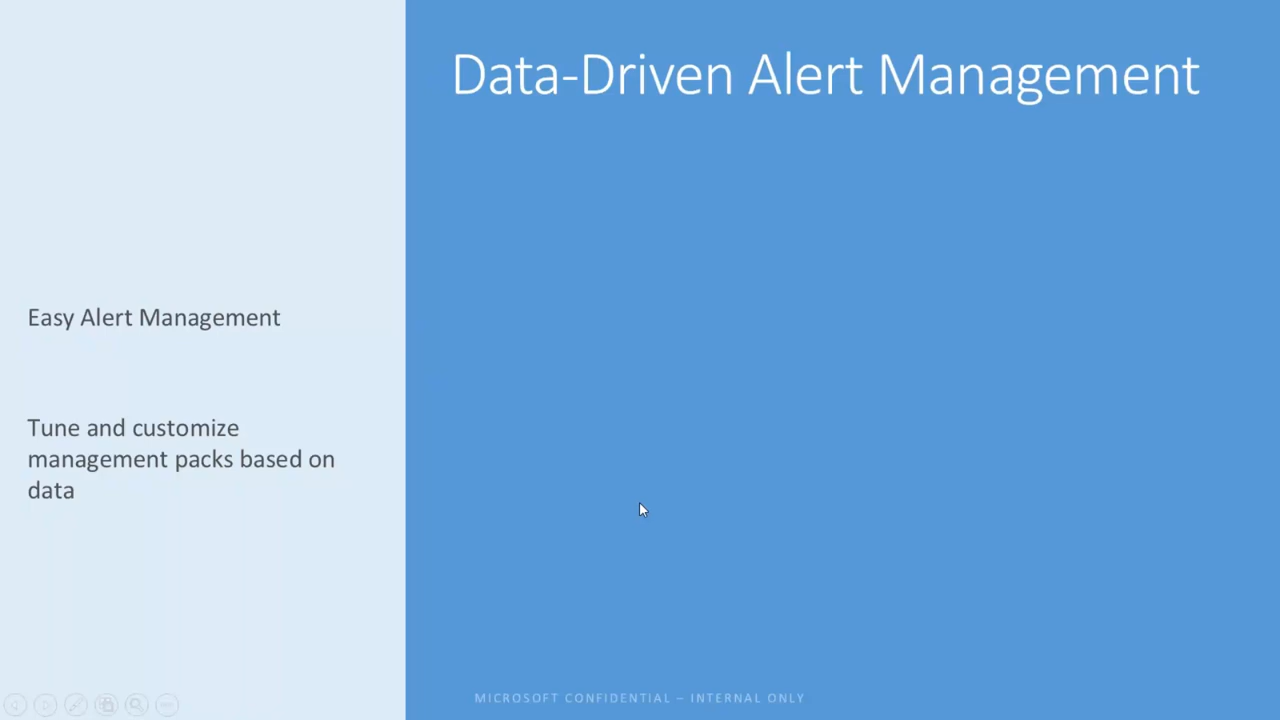 Data-Driven Alert Management
Easy Alert Management
Tune and customize
management packs based on
data
MICROSOFT CONFIDENTIAL – INTERNAL ONLY